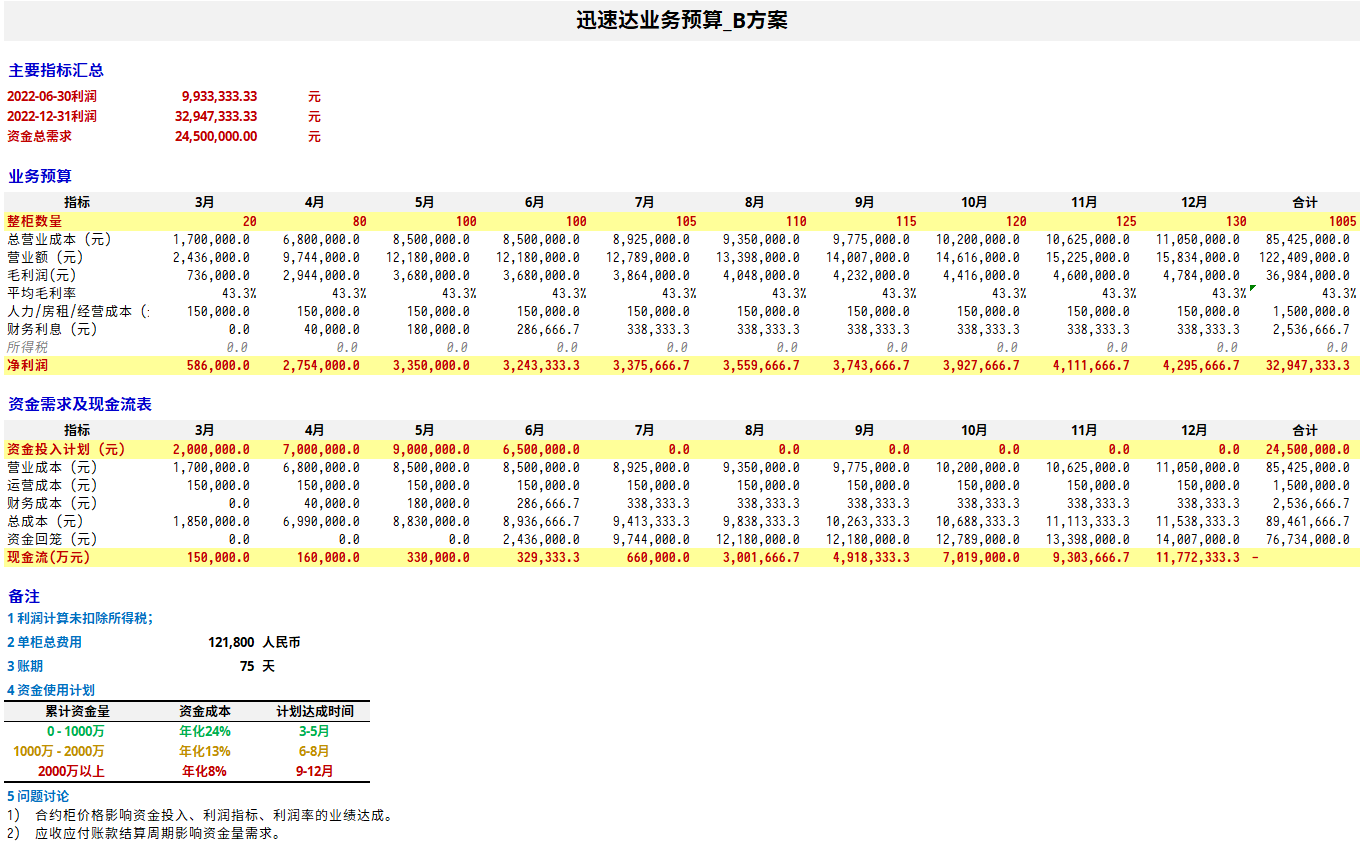 迅速达业务预算_B方案
主要指标汇总
2022-06-30利润 9,933,333.33 元
2022-12-31利润 32,947,333.33 元
资金总需求 24,500,000.00 元
业务预算
指标 3月 4月 5月 6月 7月 8月 9月 10月 11月 12月 合计
整柜数量 20 80 100 100 105 110 115 120 125 130 1005
总营业成本（元） 1,700,000.0 6,800,000.0 8,500,000.0 8,500,000.0 8,925,000.0 9,350,000.0 9,775,000.0 10,200,000.0 10,625,000.0 11,050,000.0 85,425,000.0
营业额（元） 2,436,000.0 9,744,000.0 12,180,000.0 12,180,000.0 12,789,000.0 13,398,000.0 14,007,000.0 14,616,000.0 15,225,000.0 15,834,000.0 122,409,000.0
毛利润(元) 736,000.0 2,944,000.0 3,680,000.0 3,680,000.0 3,864,000.0 4,048,000.0 4,232,000.0 4,416,000.0 4,600,000.0 4,784,000.0 36,984,000.0
平均毛利率 43.3% 43.3% 43.3% 43.3% 43.3% 43.3% 43.3% 43.3% 43.3% 43.3% 43.3%
人力/房租/经营成本（ 150,000.0 150,000.0 150,000.0 150,000.0 150,000.0 150,000.0 150,000.0 150,000.0 150,000.0 150,000.0 1,500,000.0
财务利息（元） 0.0 40,000.0 180,000.0 286,666.7 338,333.3 338,333.3 338,333.3 338,333.3 338,333.3 338,333.3 2,536,666.7
所得税 0.0 0.0 0.0 0.0 0.0 0.0 0.0 0.0 0.0 0.0 0.0
净利润 586,000.0 2,754,000.0 3,350,000.0 3,243,333.3 3,375,666.7 3,559,666.7 3,743,666.7 3,927,666.7 4,111,666.7 4,295,666.7 32,947,333.3
资金需求及现金流表
指标 3月 4月 5月 6月 7月 8月 9月 10月 11月 12月 合计
资金投入计划（元） 2,000,000.0 7,000,000.0 9,000,000.0 6,500,000.0 0.0 0.0 0.0 0.0 0.0 0.0 24,500,000.0
营业成本（元） 1,700,000.0 6,800,000.0 8,500,000.0 8,500,000.0 8,925,000.0 9,350,000.0 9,775,000.0 10,200,000.0 10,625,000.0 11,050,000.0 85,425,000.0
运营成本（元） 150,000.0 150,000.0 150,000.0 150,000.0 150,000.0 150,000.0 150,000.0 150,000.0 150,000.0 150,000.0 1,500,000.0
财务成本（元） 0.0 40,000.0 180,000.0 286,666.7 338,333.3 338,333.3 338,333.3 338,333.3 338,333.3 338,333.3 2,536,666.7
总成本（元） 1,850,000.0 6,990,000.0 8,830,000.0 8,936,666.7 9,413,333.3 9,838,333.3 10,263,333.3 10,688,333.3 11,113,333.3 11,538,333.3 89,461,666.7
资金回笼（元） 0.0 0.0 0.0 2,436,000.0 9,744,000.0 12,180,000.0 12,180,000.0 12,789,000.0 13,398,000.0 14,007,000.0 76,734,000.0
现金流(万元) 150,000.0 160,000.0 330,000.0 329,333.3 660,000.0 3,001,666.7 4,918,333.3 7,019,000.0 9,303,666.7 11,772,333.3 -
备注
1 利润计算未扣除所得税；
2 单柜总费用 121,800 人民币
3 账期 75 天
4 资金使用计划
累计资金量 资金成本 计划达成时间
0 - 1000万 年化24% 3-5月
1000万 - 2000万 年化13% 6-8月
2000万以上 年化8% 9-12月
5 问题讨论
1) 合约柜价格影响资金投入、利润指标、利润率的业绩达成。
2) 应收应付账款结算周期影响资金量需求。